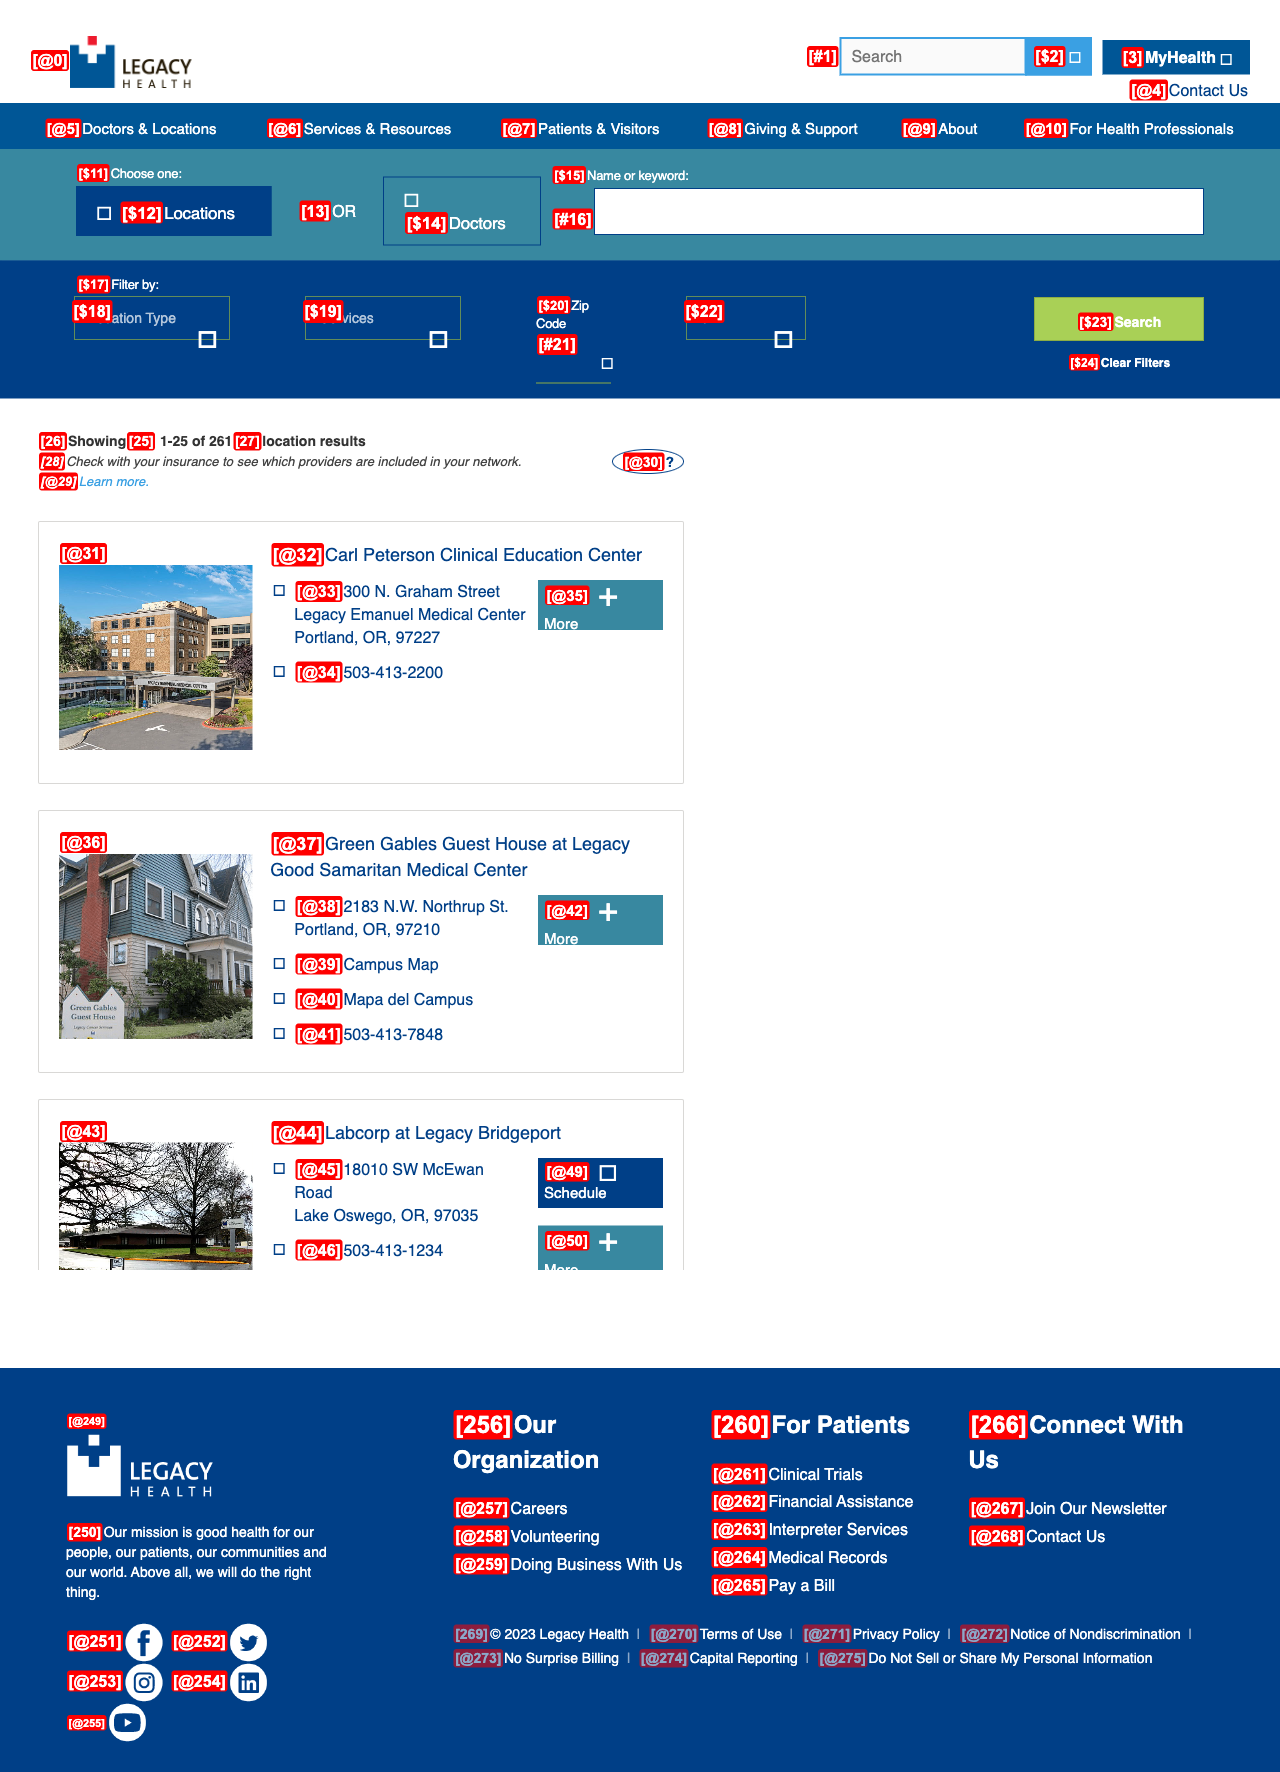 [@0] LEGACY
HEALTH
[#1] Search [$2]
[3] MyHealth
[@4] Contact Us
[@5] Doctors & Locations [@6] Services & Resources [@7] Patients & Visitors [@8] Giving & Support [@9] About [@10] For Health Professionals
[$11] Choose one:
[$12] Locations
[13] OR
[$14] Doctors
[$15] Name or keyword:
[#16]
[$17] Filter by:
[$18] ation Type
[$19] vices
[$20] Zip
Code
[#21]
[$22]
[$23] Search
[$24] Clear Filters
[26] Showing [25] 1-25 of 261 [27] location results
[28] Check with your insurance to see which providers are included in your network.
[@29] Learn more.
[@30] ?
[@31]
[@32] Carl Peterson Clinical Education Center
[@33] 300 N. Graham Street
Legacy Emanuel Medical Center
Portland, OR, 97227
[@34] 503-413-2200
[@35] +
More
[@36]
Green Gables
Guest House
[@37] Green Gables Guest House at Legacy
Good Samaritan Medical Center
[@38] 2183 N.W. Northrup St.
Portland, OR, 97210
[@39] Campus Map
[@40] Mapa del Campus
[@41] 503-413-7848
[@42] +
More
[@43]
[@44] Labcorp at Legacy Bridgeport
[@45] 18010 SW McEwan
Road
Lake Oswego, OR, 97035
[@46] 503-413-1234
[@49]
Schedule
[@50] +
More
[@249]
LEGACY
HEALTH
[250] Our mission is good health for our
people, our patients, our communities and
our world. Above all, we will do the right
thing.
[@251] [@252]
[@253] [@254]
[@255]
[256] Our
Organization
[@257] Careers
[@258] Volunteering
[@259] Doing Business With Us
[260] For Patients
[@261] Clinical Trials
[@262] Financial Assistance
[@263] Interpreter Services
[@264] Medical Records
[@265] Pay a Bill
[266] Connect With
Us
[@267] Join Our Newsletter
[@268] Contact Us
[269] © 2023 Legacy Health | [@270] Terms of Use | [@271] Privacy Policy | [@272] Notice of Nondiscrimination |
[@273] No Surprise Billing | [@274] Capital Reporting | [@275] Do Not Sell or Share My Personal Information